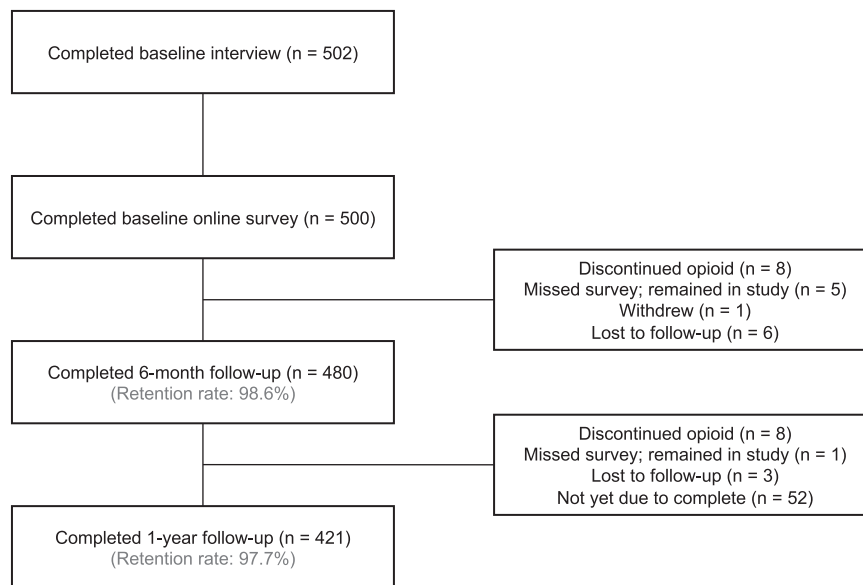 Completed baseline interview (n = 502)
Completed baseline online survey (n = 500)
Discontinued opioid (n = 8)
Missed survey; remained in study (n = 5)
Withdrew (n = 1)
Lost to follow-up (n = 6)
Completed 6-month follow-up (n = 480)
(Retention rate: 98.6%)
Discontinued opioid (n = 8)
Missed survey; remained in study (n = 1)
Lost to follow-up (n = 3)
Not yet due to complete (n = 52)
Completed 1-year follow-up (n = 421)
(Retention rate: 97.7%)